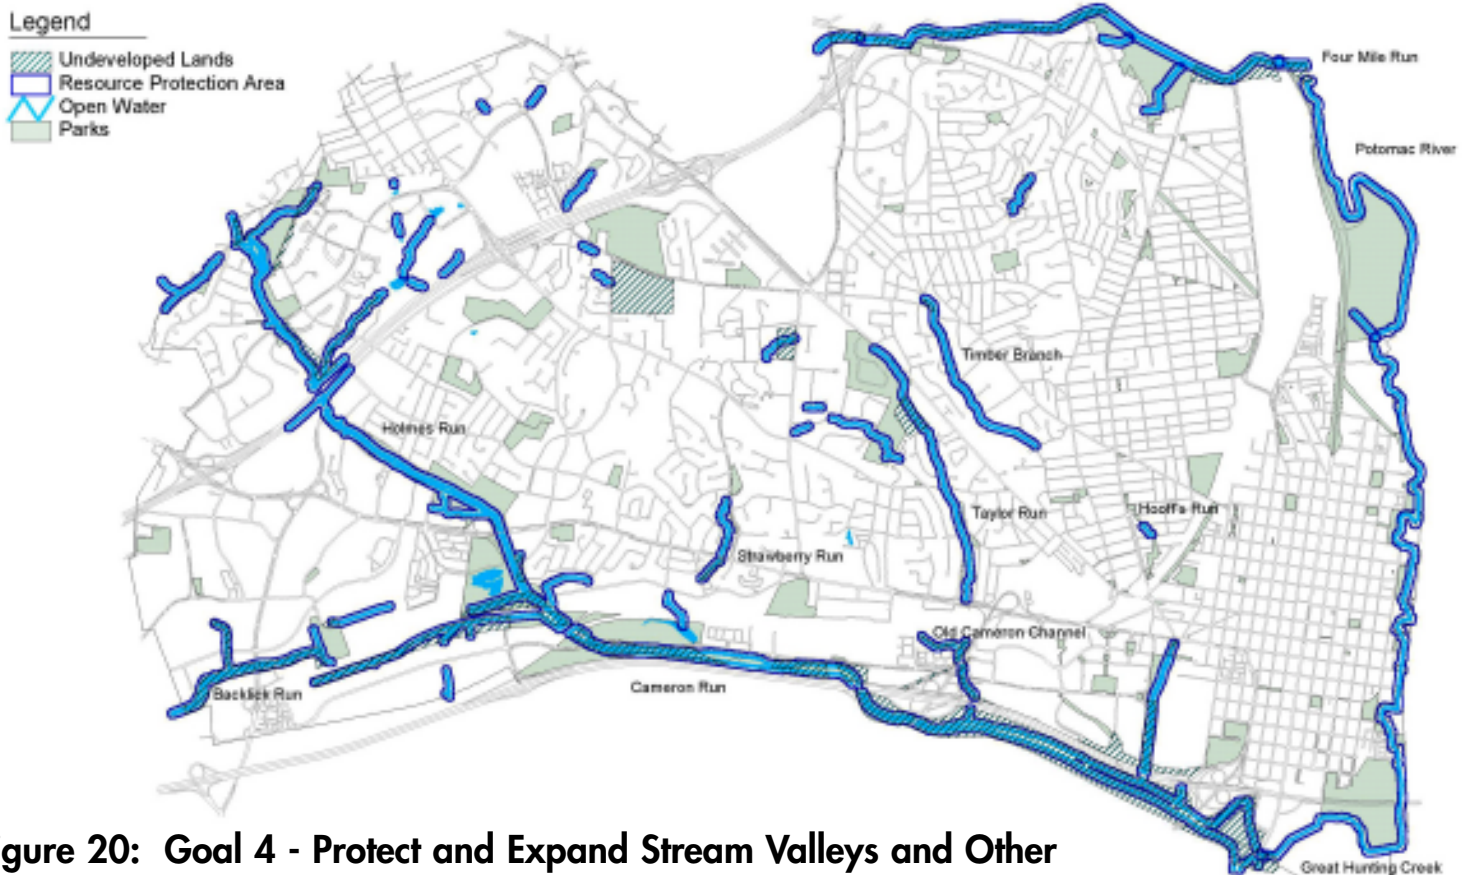 Legend
Undeveloped Lands
Resource Protection Area
Open Water
Parks
Four Mile Run
Potomac River
Timber Branch
Holmes Run
Taylor Run
Hooff's Run
Strawberry Run
Old Cameron Channel
Backlick Run
Cameron Run
Great Hunting Creek
gure 20: Goal 4 - Protect and Expand Stream Valleys and Other